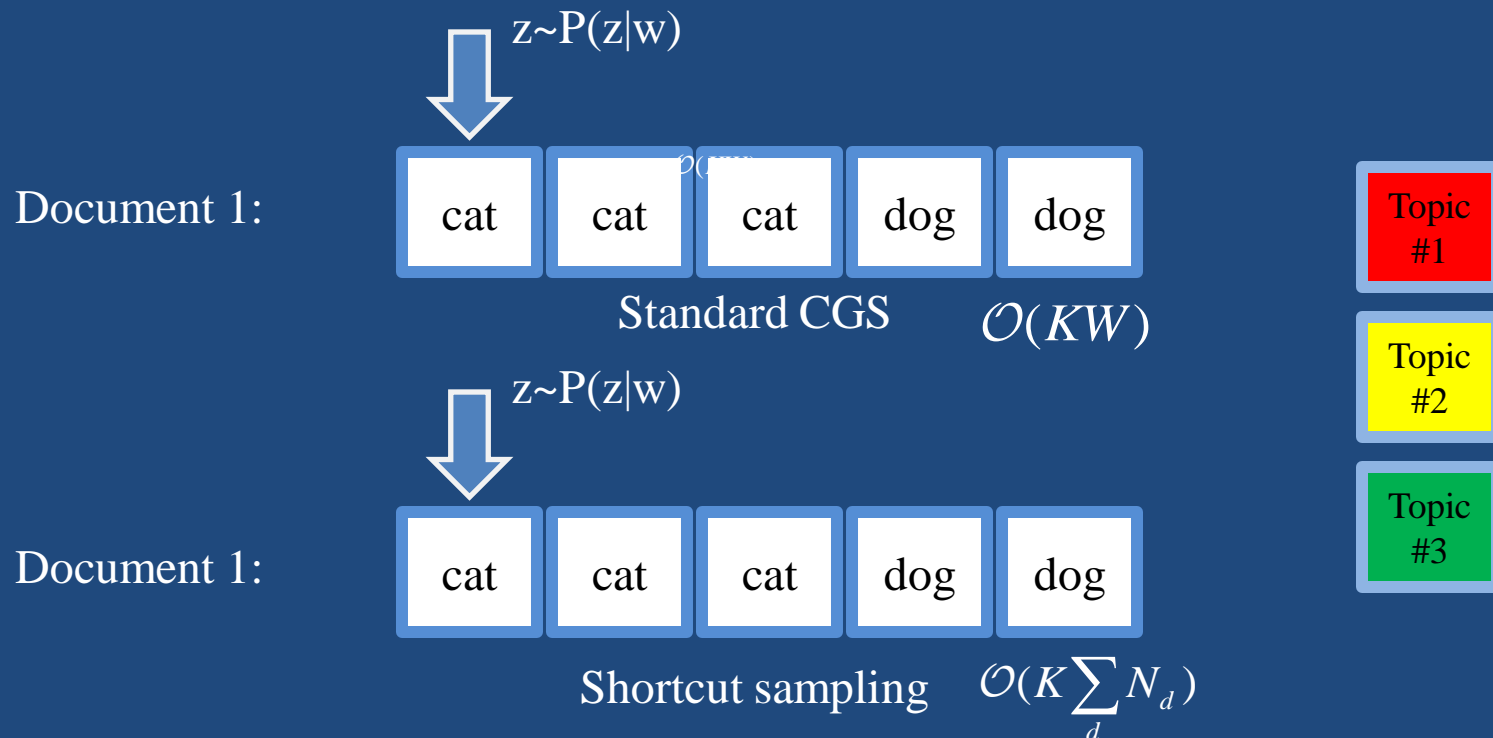 z~P(z|w)
Document 1:
cat cat cat dog dog
Standard CGS
𝒪(KW)
z~P(z|w)
Document 1:
cat cat cat dog dog
Shortcut sampling
𝒪(K∑_d N_d)
Topic
#1
Topic
#2
Topic
#3